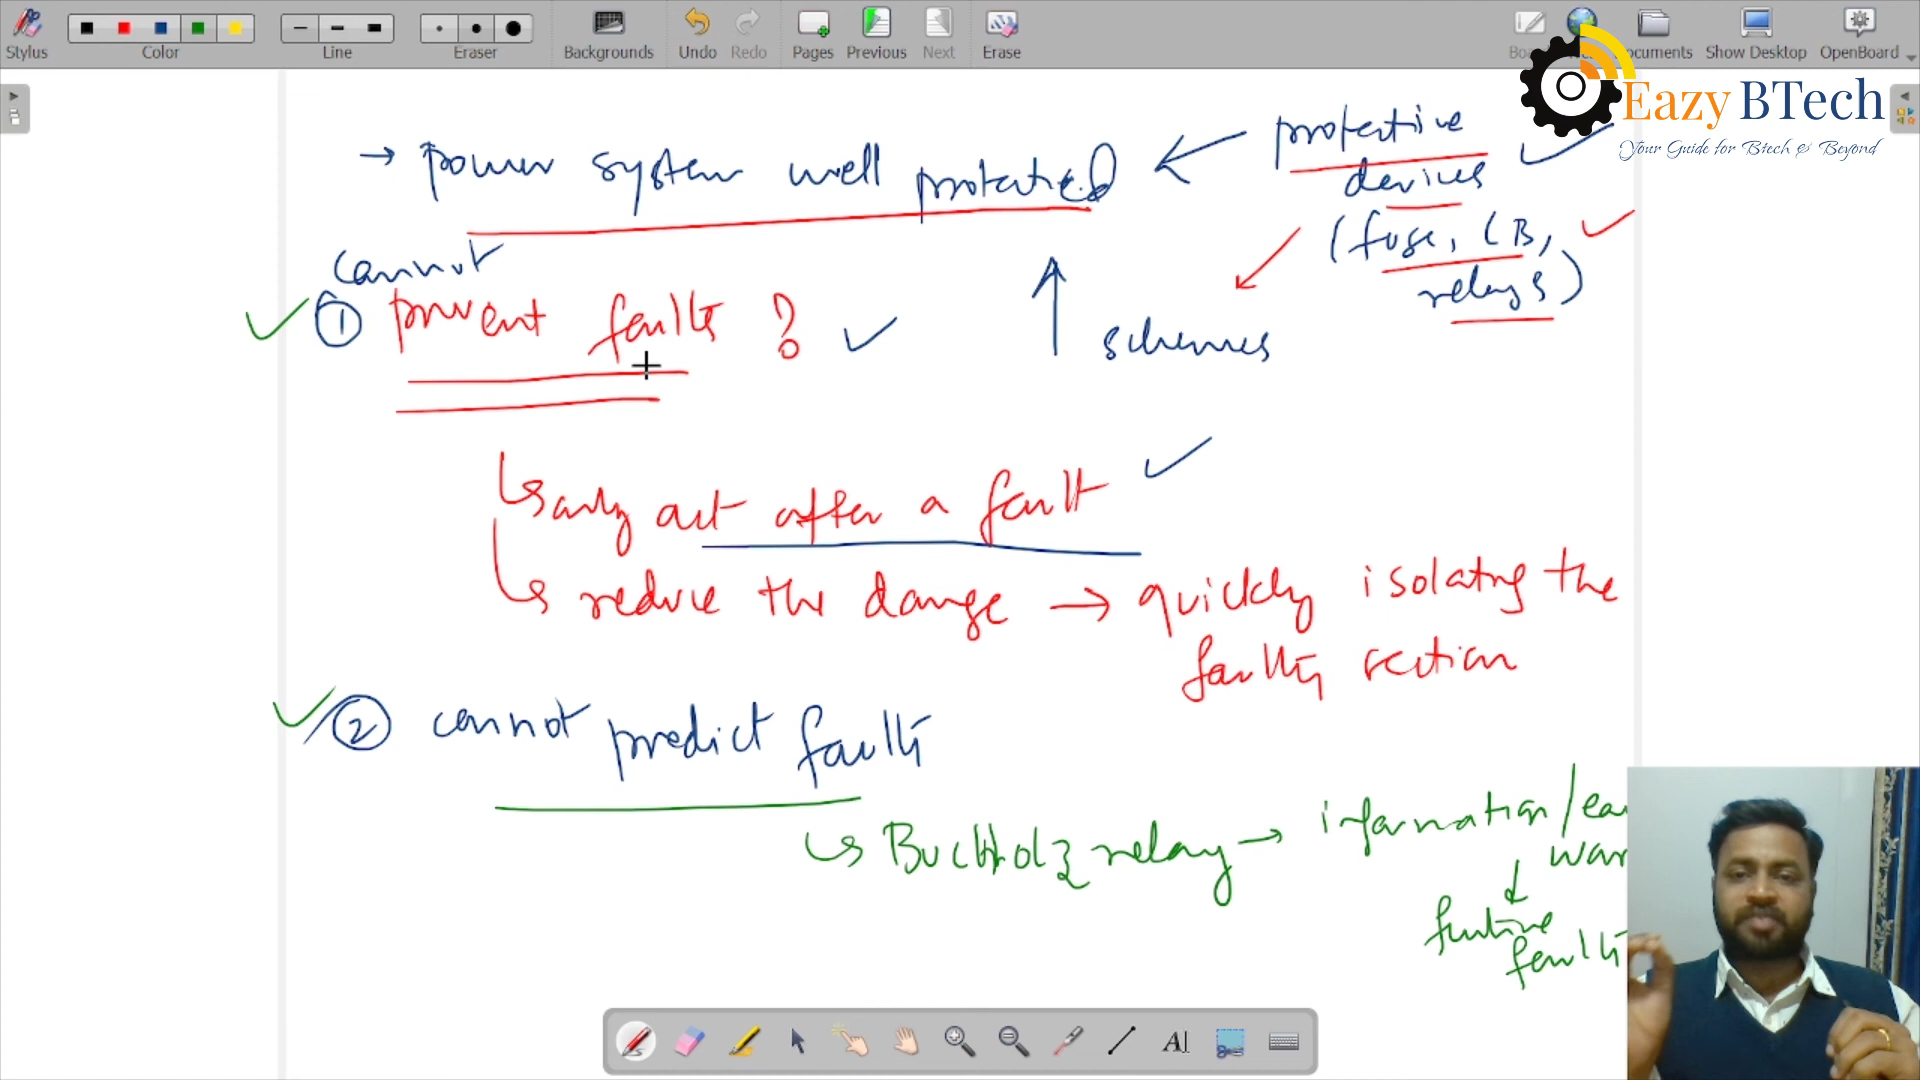 Stylus
Color
Line
Eraser
Backgrounds
Undo
Redo
Pages
Previous
Next
Erase
Boa
ocuments
Show Desktop
OpenBoard
Eazy BTech
Your Guide for Btech & Beyond
→ power system well protected ← protective
devices
(fuse, CB,
relays)
cannot
① prevent faults ?
schemes
only act after a fault
reduce the damage → quickly isolating the
faulty section
② cannot predict faults
Buchholz relay → information/ea
war
future
faults
A